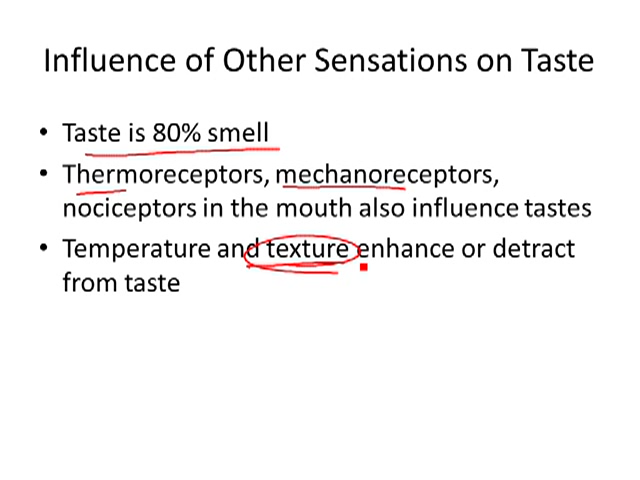 Influence of Other Sensations on Taste
• Taste is 80% smell
• Thermoreceptors, mechanoreceptors,
nociceptors in the mouth also influence tastes
• Temperature and texture enhance or detract
from taste